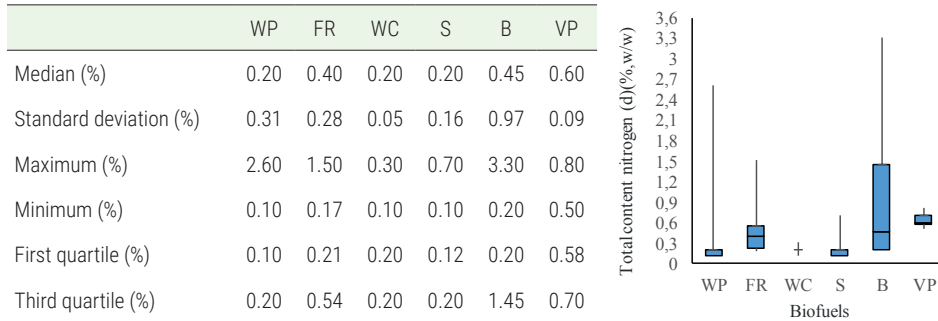 WP FR WC S B VP
Median (%) 0.20 0.40 0.20 0.20 0.45 0.60
Standard deviation (%) 0.31 0.28 0.05 0.16 0.97 0.09
Maximum (%) 2.60 1.50 0.30 0.70 3.30 0.80
Minimum (%) 0.10 0.17 0.10 0.10 0.20 0.50
First quartile (%) 0.10 0.21 0.20 0.12 0.20 0.58
Third quartile (%) 0.20 0.54 0.20 0.20 1.45 0.70
Total content nitrogen (d)(%,w/w)
3,6
3,3
3
2,7
2,4
2,1
1,8
1,5
1,2
0,9
0,6
0,3
0
WP FR WC S B VP
Biofuels